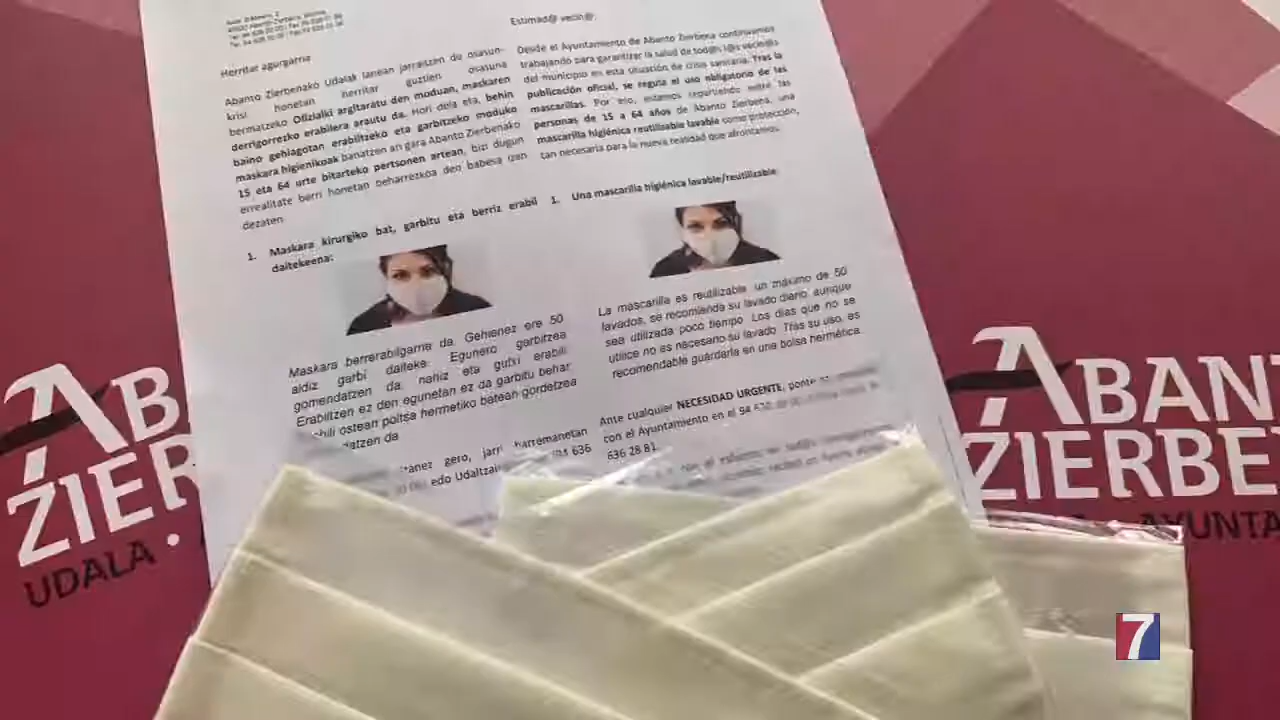 Herritar agurgarria
Abanto Zierbenako Udalak lanean jarraitzen du osasun-
krisi honetan herritar guztien osasuna
bermatzeko Ofizialki argitaratu den moduan, maskaren
derrigorrezko erabilera arautu da. Hori dela eta, behin
baino gehiagotan erabiltzeko eta garbitzeko moduko
maskara higienikoak banatzen ari gara Abanto Zierbenako
15 eta 64 urte bitarteko pertsonen artean, bizi dugun
errealitate berri honetan beharrezkoa den babesa izan
dezaten
1. Maskara kirurgiko bat, garbitu eta berriz erabil
daitekeena:
Maskara berrerabilgarria da. Gehienez ere 50
aldiz garbi daiteke. Egunero garbitzea
gomendatzen da, nahiz eta gutxi erabili
Erabiltzen ez den egunetan ez da garbitu behar
ostean poltsa hermetiko batean gordetzea
datzen da
gero, jarri harremanetan
edo 636
Estimad@ vecin@:
Desde el Ayuntamiento de Abanto Zierbena continuamos
trabajando para garantizar la salud de tod@s l@s vecin@s
del municipio en esta situación de crisis sanitaria. Tras la
publicación oficial, se regula el uso obligatorio de las
mascarillas. Por eso, estamos repartiendo entre las
personas de 15 a 64 años de Abanto Zierbena, una
mascarilla higiénica reutilizable lavable como protección,
tan necesaria para la nueva realidad que afrontamos.
1. Una mascarilla higiénica lavable/reutilizable
La mascarilla es reutilizable un máximo de 50
lavados, se recomienda su lavado diario aunque
sea utilizada poco tiempo. Los días que no se
utilice no es necesario su lavado. Tras su uso, es
recomendable guardarla en una bolsa hermética.
Ante cualquier NECESIDAD URGENTE, ponte
con el Ayuntamiento en el 94
636 28 81.
ABA
ZIER
UDALA •
ABANT
ZIERBE
AYUNTA
7